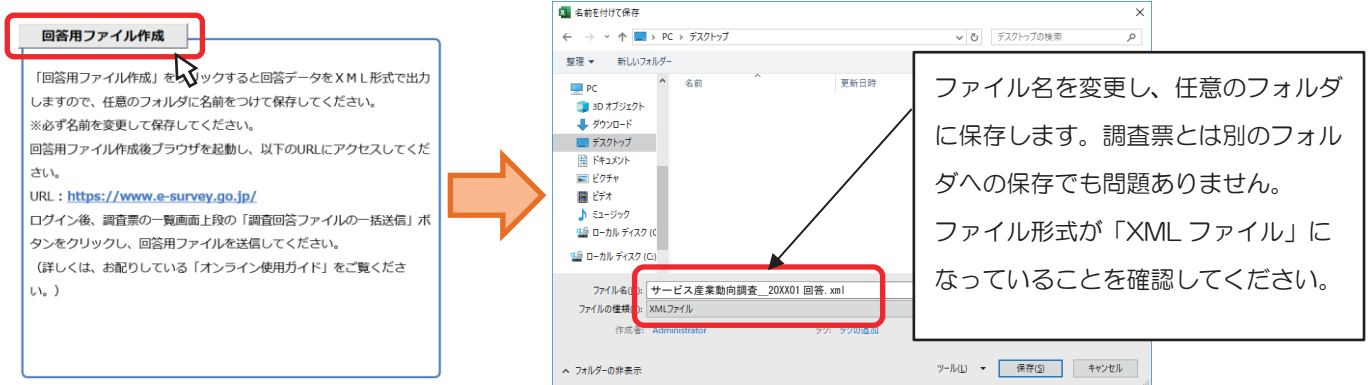 回答用ファイル作成
「回答用ファイル作成」をクリックすると回答データをＸＭＬ形式で出力
しますので、任意のフォルダに名前をつけて保存してください。
※必ず名前を変更して保存してください。
回答用ファイル作成後ブラウザを起動し、以下のURLにアクセスしてくだ
さい。
URL：https://www.e-survey.go.jp/
ログイン後、調査票の一覧画面上段の「調査回答ファイルの一括送信」ボ
タンをクリックし、回答用ファイルを送信してください。
（詳しくは、お配りしている「オンライン使用ガイド」をご覧くださ
い。）
名前を付けて保存
PC › デスクトップ
デスクトップの検索
整理 新しいフォルダー
名前 更新日時
PC
3D オブジェクト
ダウンロード
デスクトップ
ドキュメント
ピクチャ
ビデオ
ミュージック
ローカル ディスク (C
ローカル ディスク (C:)
ファイル名(N): サービス産業動向調査__20XX01 回答. xml
ファイルの種類(T): XMLファイル
作成者: Administrator タグ: タグの追加
フォルダーの非表示
ツール(L) 保存(S) キャンセル
ファイル名を変更し、任意のフォルダ
に保存します。調査票とは別のフォル
ダへの保存でも問題ありません。
ファイル形式が「XML ファイル」に
なっていることを確認してください。